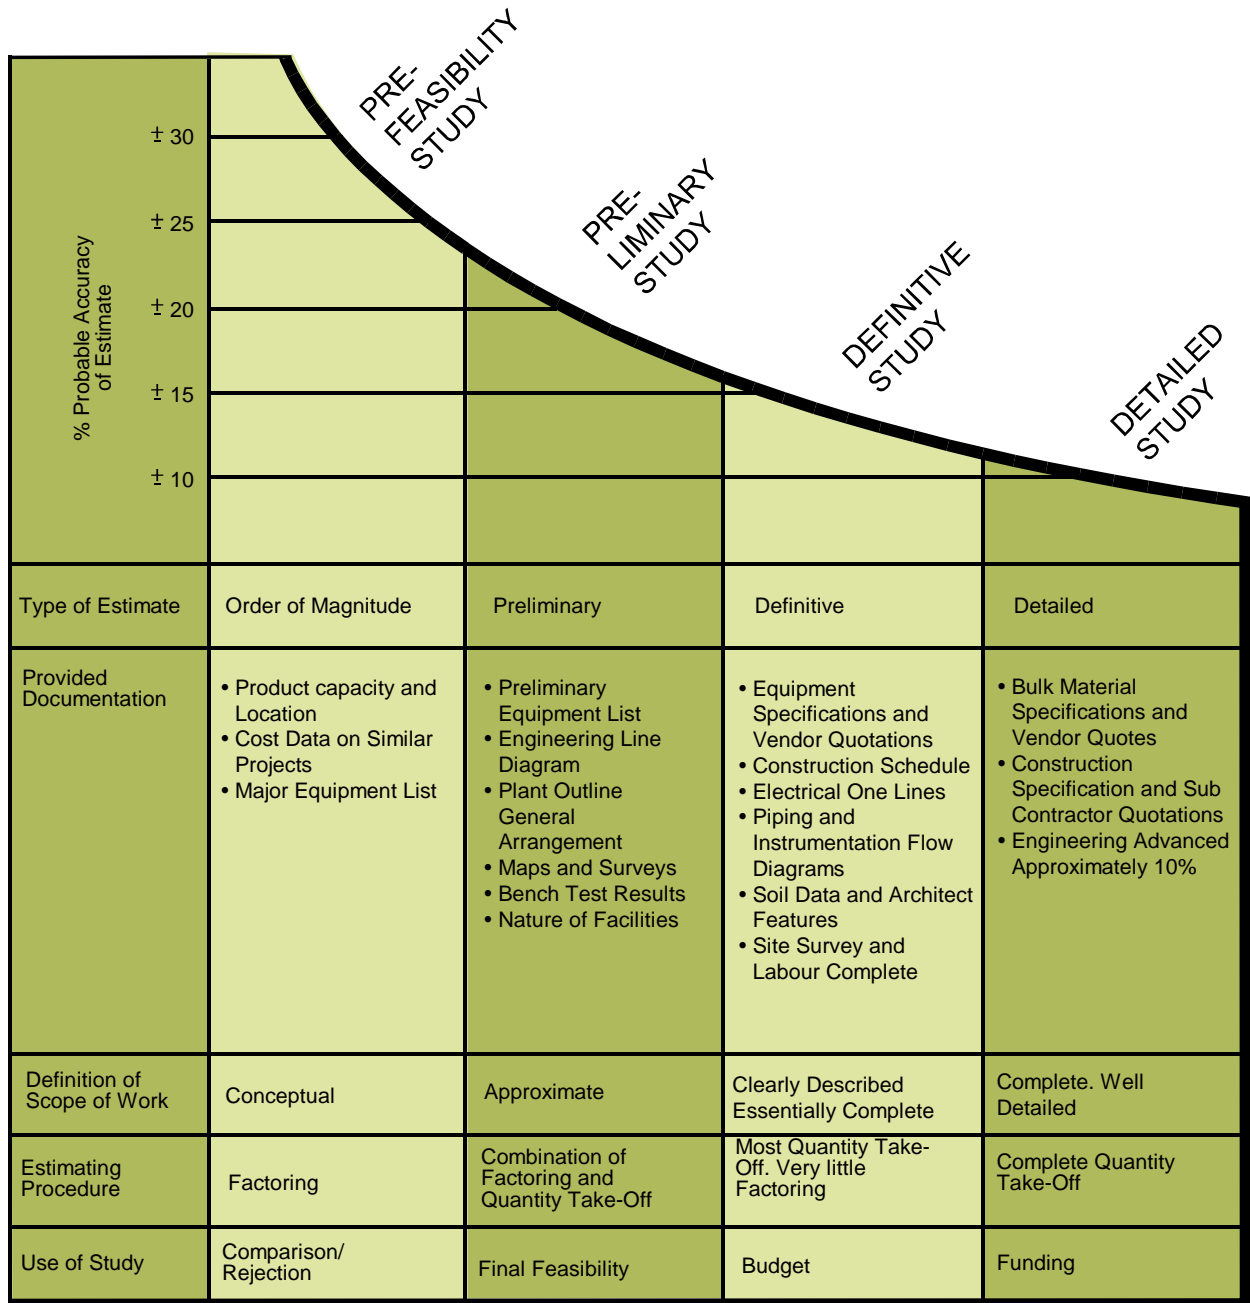 PRE-
FEASIBILITY
STUDY
PRE-
LIMINARY
STUDY
DEFINITIVE
STUDY
DETAILED
STUDY
% Probable Accuracy
of Estimate
± 30
± 25
± 20
± 15
± 10
Type of Estimate
Order of Magnitude
Preliminary
Definitive
Detailed
Provided
Documentation
• Product capacity and
Location
• Cost Data on Similar
Projects
• Major Equipment List
• Preliminary
Equipment List
• Engineering Line
Diagram
• Plant Outline
General
Arrangement
• Maps and Surveys
• Bench Test Results
• Nature of Facilities
• Equipment
Specifications and
Vendor Quotations
• Construction Schedule
• Electrical One Lines
• Piping and
Instrumentation Flow
Diagrams
• Soil Data and Architect
Features
• Site Survey and
Labour Complete
• Bulk Material
Specifications and
Vendor Quotes
• Construction
Specification and Sub
Contractor Quotations
• Engineering Advanced
Approximately 10%
Definition of
Scope of Work
Conceptual
Approximate
Clearly Described
Essentially Complete
Complete. Well
Detailed
Estimating
Procedure
Factoring
Combination of
Factoring and
Quantity Take-Off
Most Quantity Take-
Off. Very little
Factoring
Complete Quantity
Take-Off
Use of Study
Comparison/
Rejection
Final Feasibility
Budget
Funding